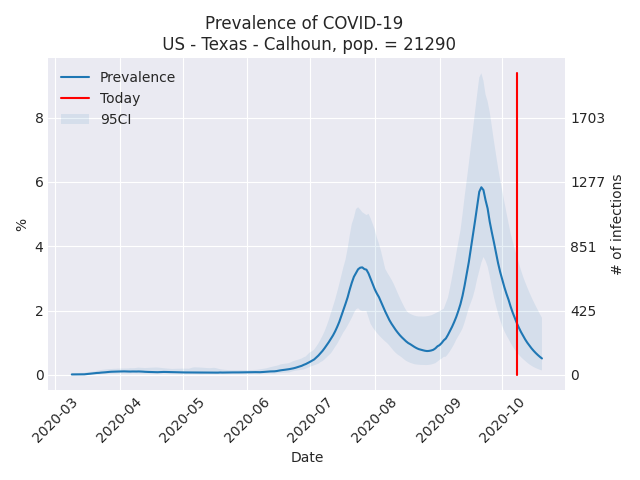 Prevalence of COVID-19
US - Texas - Calhoun, pop. = 21290
Prevalence
Today
95CI
8
6
4
2
0
%
1703
1277
851
425
0
# of infections
2020-03
2020-04
2020-05
2020-06
2020-07
2020-08
2020-09
2020-10
Date